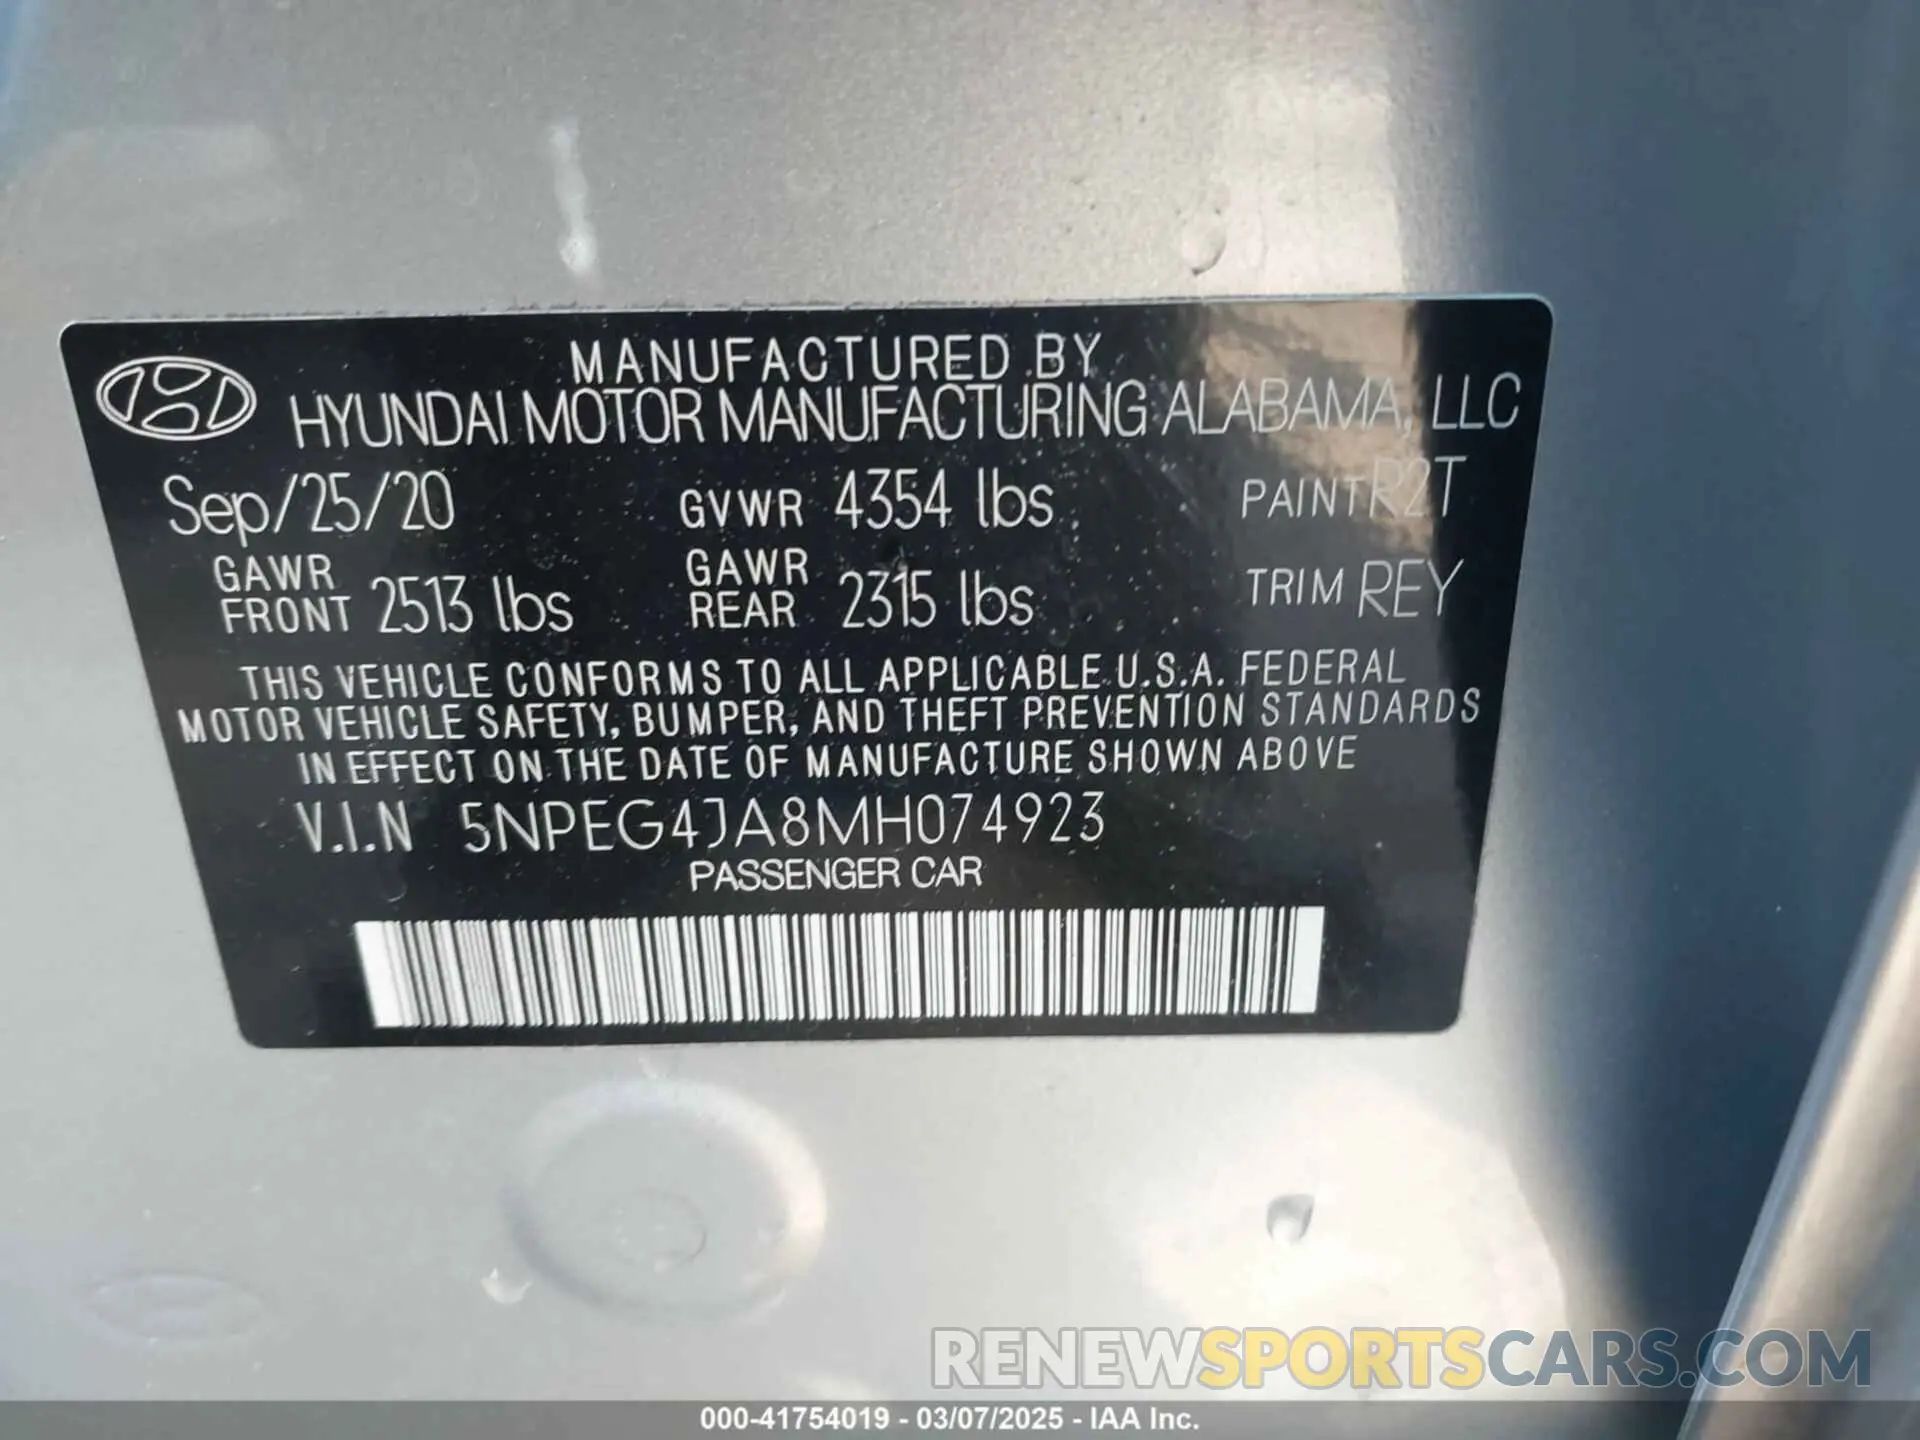 MANUFACTURED BY
HYUNDAI MOTOR MANUFACTURING ALABAMA, LLC
Sep/25/20 GVWR 4354 lbs PAINT R2T
GAWR FRONT 2513 lbs GAWR REAR 2315 lbs TRIM REY
THIS VEHICLE CONFORMS TO ALL APPLICABLE U.S.A. FEDERAL
MOTOR VEHICLE SAFETY, BUMPER, AND THEFT PREVENTION STANDARDS
IN EFFECT ON THE DATE OF MANUFACTURE SHOWN ABOVE
V.I.N 5NPEG4JA8MH074923
PASSENGER CAR
RENEWSPORTSCARS.COM
000-41754019 - 03/07/2025 - IAA Inc.